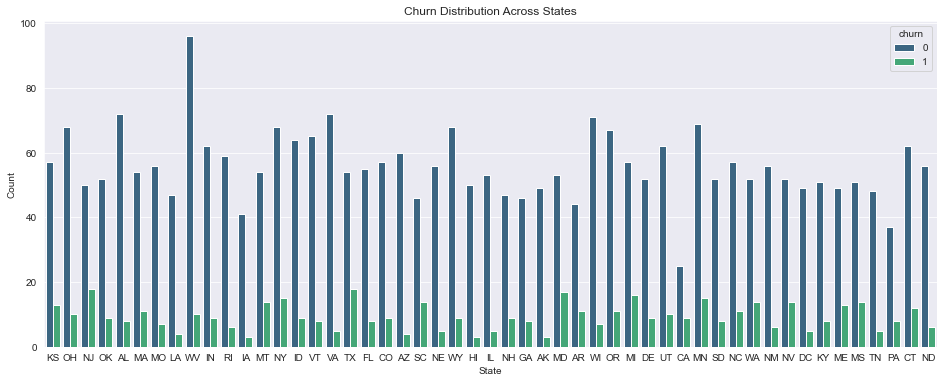 Churn Distribution Across States
churn
0
1
100
80
60
40
20
0
Count
KS OH NJ OK AL MA MO LA WV IN RI IA MT NY ID VT VA TX FL CO AZ SC NE WY HI IL NH GA AK MD AR WI OR MI DE UT CA MN SD NC WA NM NV DC KY ME MS TN PA CT ND
State